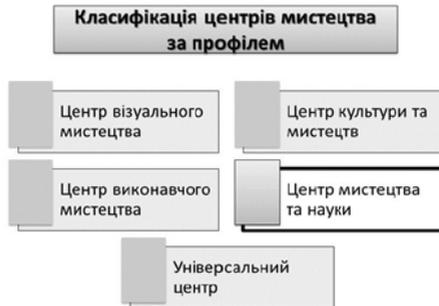 Класифікація центрів мистецтва
за профілем
Центр візуального
мистецтва
Центр культури та
мистецтв
Центр виконавчого
мистецтва
Центр мистецтва
та науки
Універсальний
центр